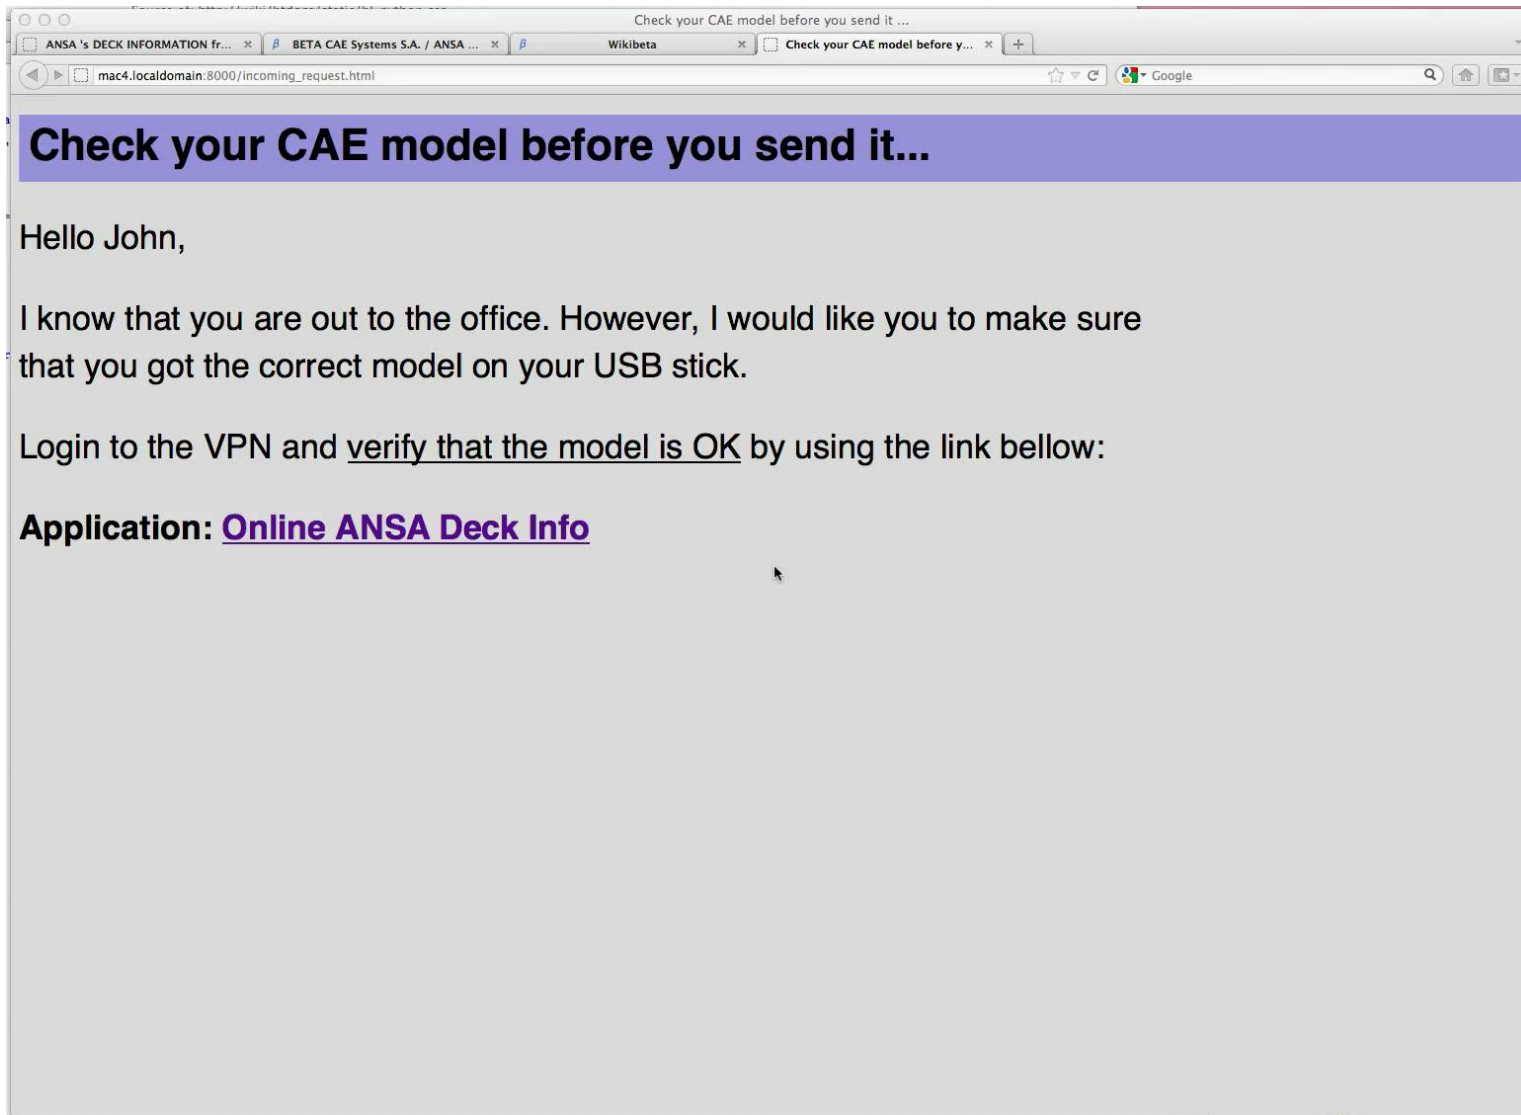 Check your CAE model before you send it ...
ANSA 's DECK INFORMATION fr...
β BETA CAE Systems S.A. / ANSA ...
β Wikibeta
Check your CAE model before y...
mac4.localdomain:8000/incoming_request.html
Google
Check your CAE model before you send it...
Hello John,
I know that you are out to the office. However, I would like you to make sure
that you got the correct model on your USB stick.
Login to the VPN and verify that the model is OK by using the link bellow:
Application: Online ANSA Deck Info